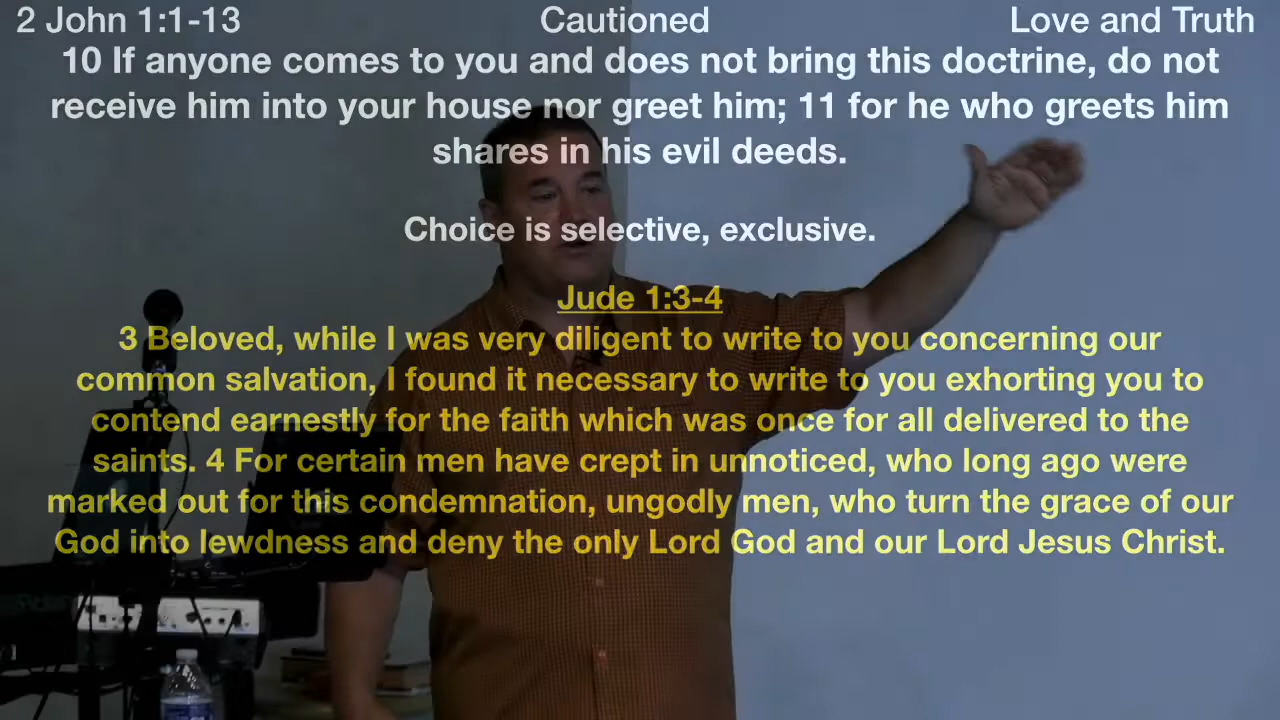 2 John 1:1-13 Cautioned Love and Truth
10 If anyone comes to you and does not bring this doctrine, do not
receive him into your house nor greet him; 11 for he who greets him
shares in his evil deeds.
Choice is selective, exclusive.
Jude 1:3-4
3 Beloved, while I was very diligent to write to you concerning our
common salvation, I found it necessary to write to you exhorting you to
contend earnestly for the faith which was once for all delivered to the
saints. 4 For certain men have crept in unnoticed, who long ago were
marked out for this condemnation, ungodly men, who turn the grace of our
God into lewdness and deny the only Lord God and our Lord Jesus Christ.